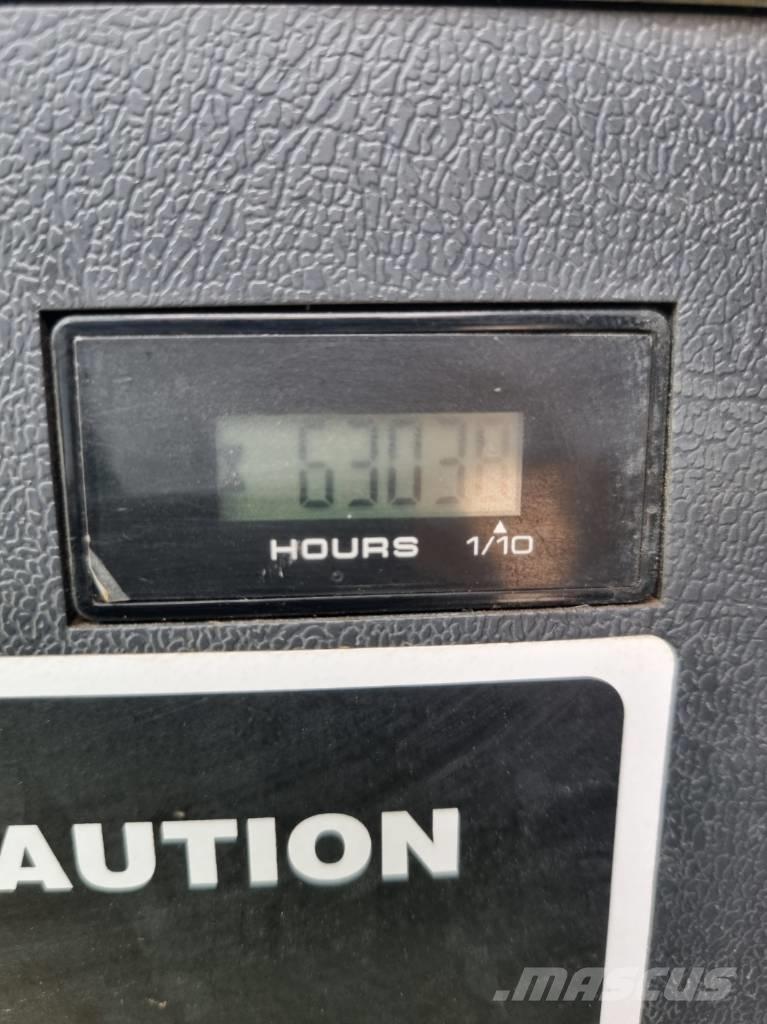 6303
HOURS 1/10
AUTION
MASCUS